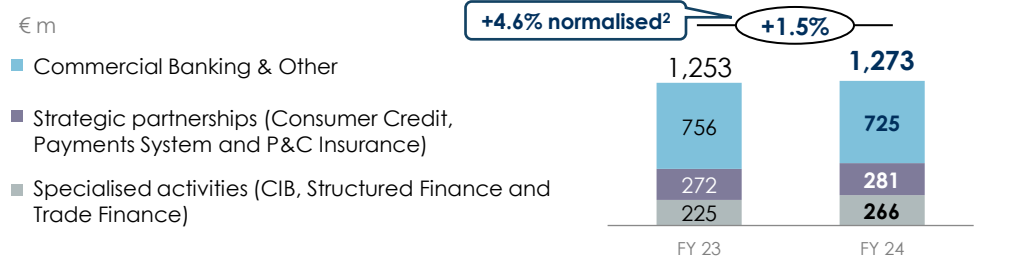 € m
+4.6% normalised²
+1.5%
Commercial Banking & Other
Strategic partnerships (Consumer Credit,
Payments System and P&C Insurance)
Specialised activities (CIB, Structured Finance and
Trade Finance)
1,253
1,273
756
725
272
281
225
266
FY 23
FY 24